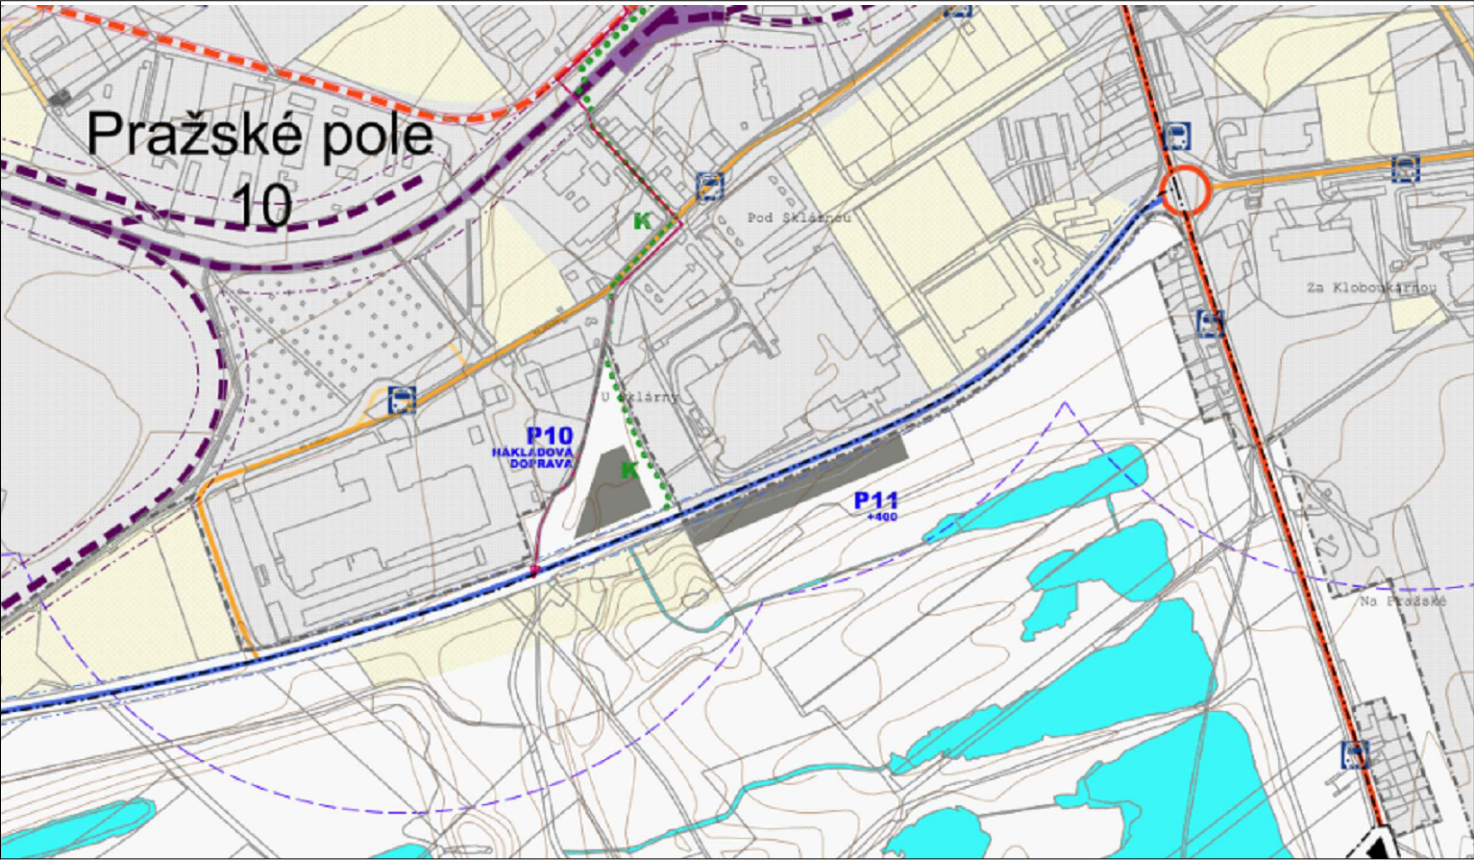 Pražské pole
10
K
Pod Sklárnou
Za Kloboukárnou
U Sklárny
P10
NÁKLADOVÁ
DOPRAVA
K
P11
+400
Na Pražské